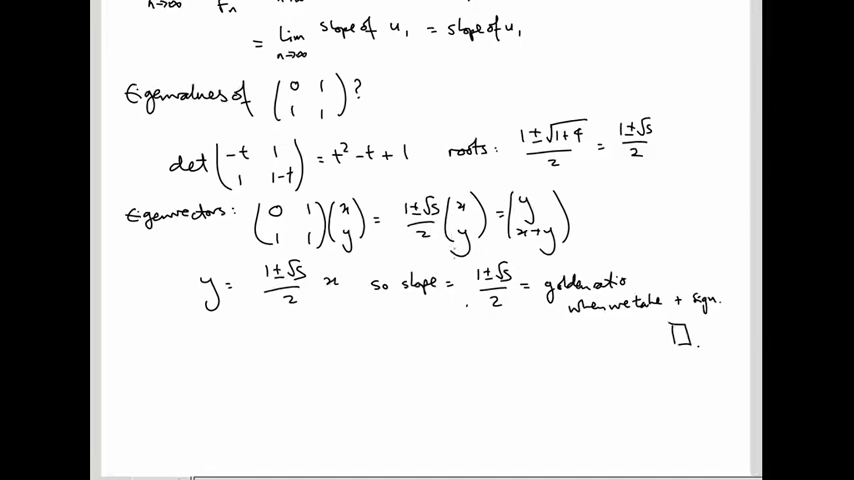 n→∞ Fn n→∞
= lim n→∞ slope of u₁ = slope of u₁
Eigenvalues of (0 1 / 1 1)?
det (-t 1 / 1 1-t) = t² - t + 1 roots: (1±√(1+4))/2 = (1±√5)/2
Eigenvectors: (0 1 / 1 1)(x / y) = (1±√5)/2 (x / y) = (y / x+y)
y = (1±√5)/2 x so slope = (1±√5)/2 = golden ratio
when we take + sign.
□.